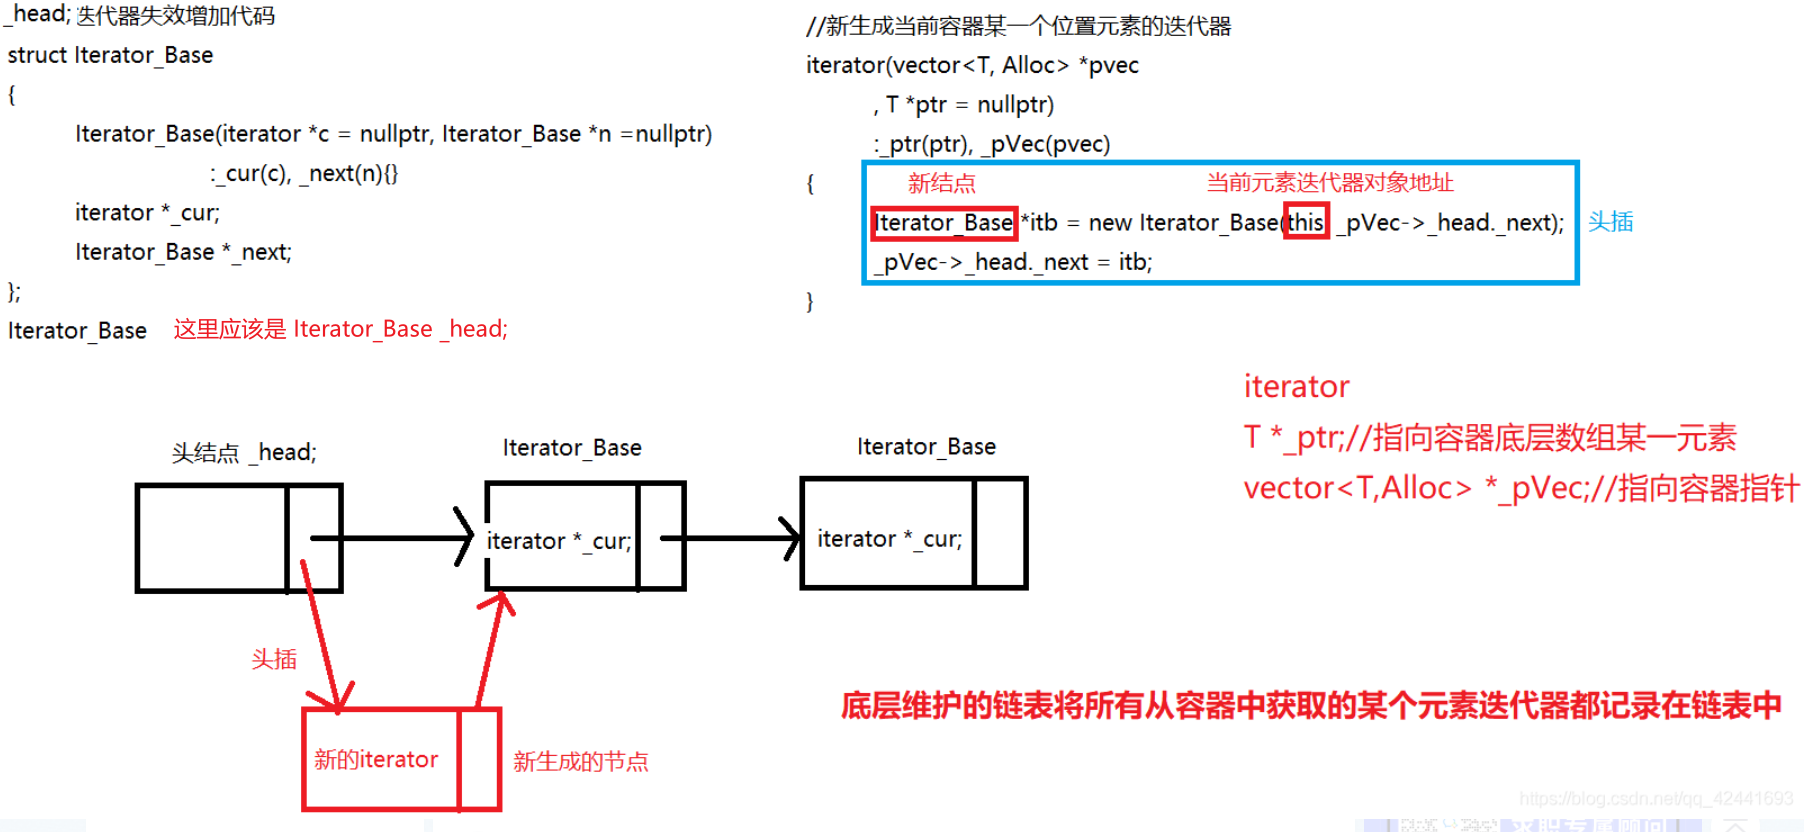 _head;迭代器失效增加代码
struct Iterator_Base
{
Iterator_Base(iterator *c = nullptr, Iterator_Base *n =nullptr)
:_cur(c), _next(n){}
iterator *_cur;
Iterator_Base *_next;
};
Iterator_Base 这里应该是 Iterator_Base _head;
//新生成当前容器某一个位置元素的迭代器
iterator(vector<T, Alloc> *pvec
, T *ptr = nullptr)
:_ptr(ptr), _pVec(pvec)
{
新结点 当前元素迭代器对象地址
Iterator_Base *itb = new Iterator_Base(this _pVec->_head._next);
头插
_pVec->_head._next = itb;
}
iterator
T *_ptr;//指向容器底层数组某一元素
vector<T,Alloc> *_pVec;//指向容器指针
头结点 _head;
Iterator_Base
Iterator_Base
iterator *_cur;
iterator *_cur;
头插
新的iterator
新生成的节点
底层维护的链表将所有从容器中获取的某个元素迭代器都记录在链表中
https://blog.csdn.net/qq_42441693